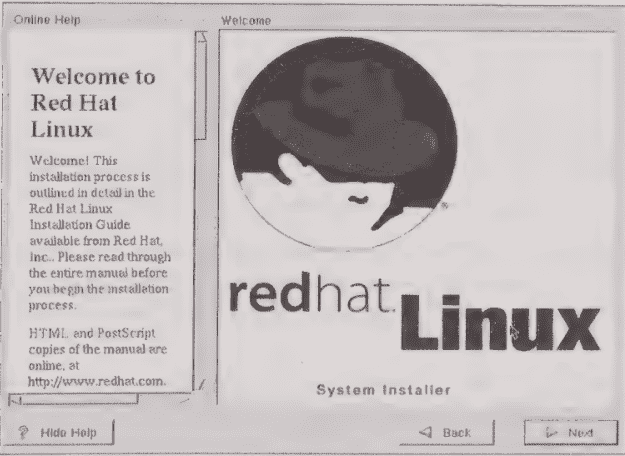 Online Help
Welcome
Welcome to
Red Hat
Linux
Welcome! This
installation process is
outlined in detail in the
Red Hat Linux
Installation Guide
available from Red Hat,
Inc.. Please read through
the entire manual before
you begin the installation
process.
HTML and PostScript
copies of the manual are
online, at
http://www.redhat.com.
redhat.
Linux
System Installer
? Hide Help
Back
Next